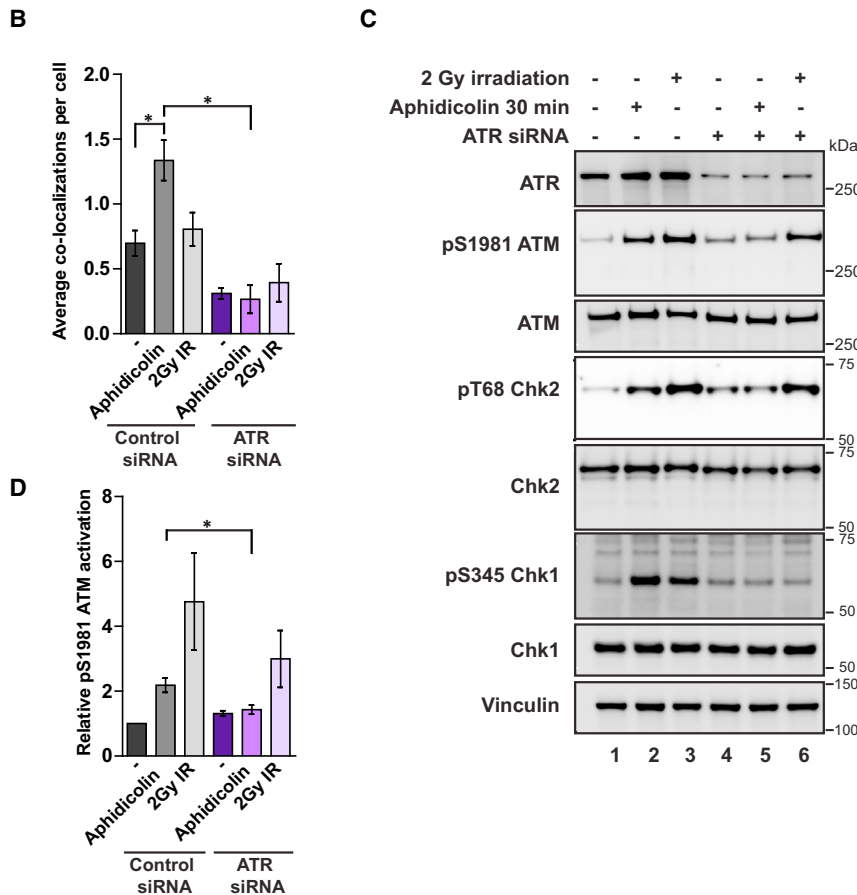 B
Average co-localizations per cell
2.0
1.5
1.0
0.5
0.0
*
*
-
Aphidicolin
2Gy IR
Aphidicolin
2Gy IR
Control
siRNA
ATR
siRNA
C
2 Gy irradiation - - + - - +
Aphidicolin 30 min - + - - + -
ATR siRNA - - - + + +
kDa
ATR
250
pS1981 ATM
250
ATM
250
75
pT68 Chk2
50
75
Chk2
50
75
pS345 Chk1
50
Chk1
50
150
Vinculin
100
1 2 3 4 5 6
D
Relative pS1981 ATM activation
8
6
4
2
0
*
-
Aphidicolin
2Gy IR
-
Aphidicolin
2Gy IR
Control
siRNA
ATR
siRNA